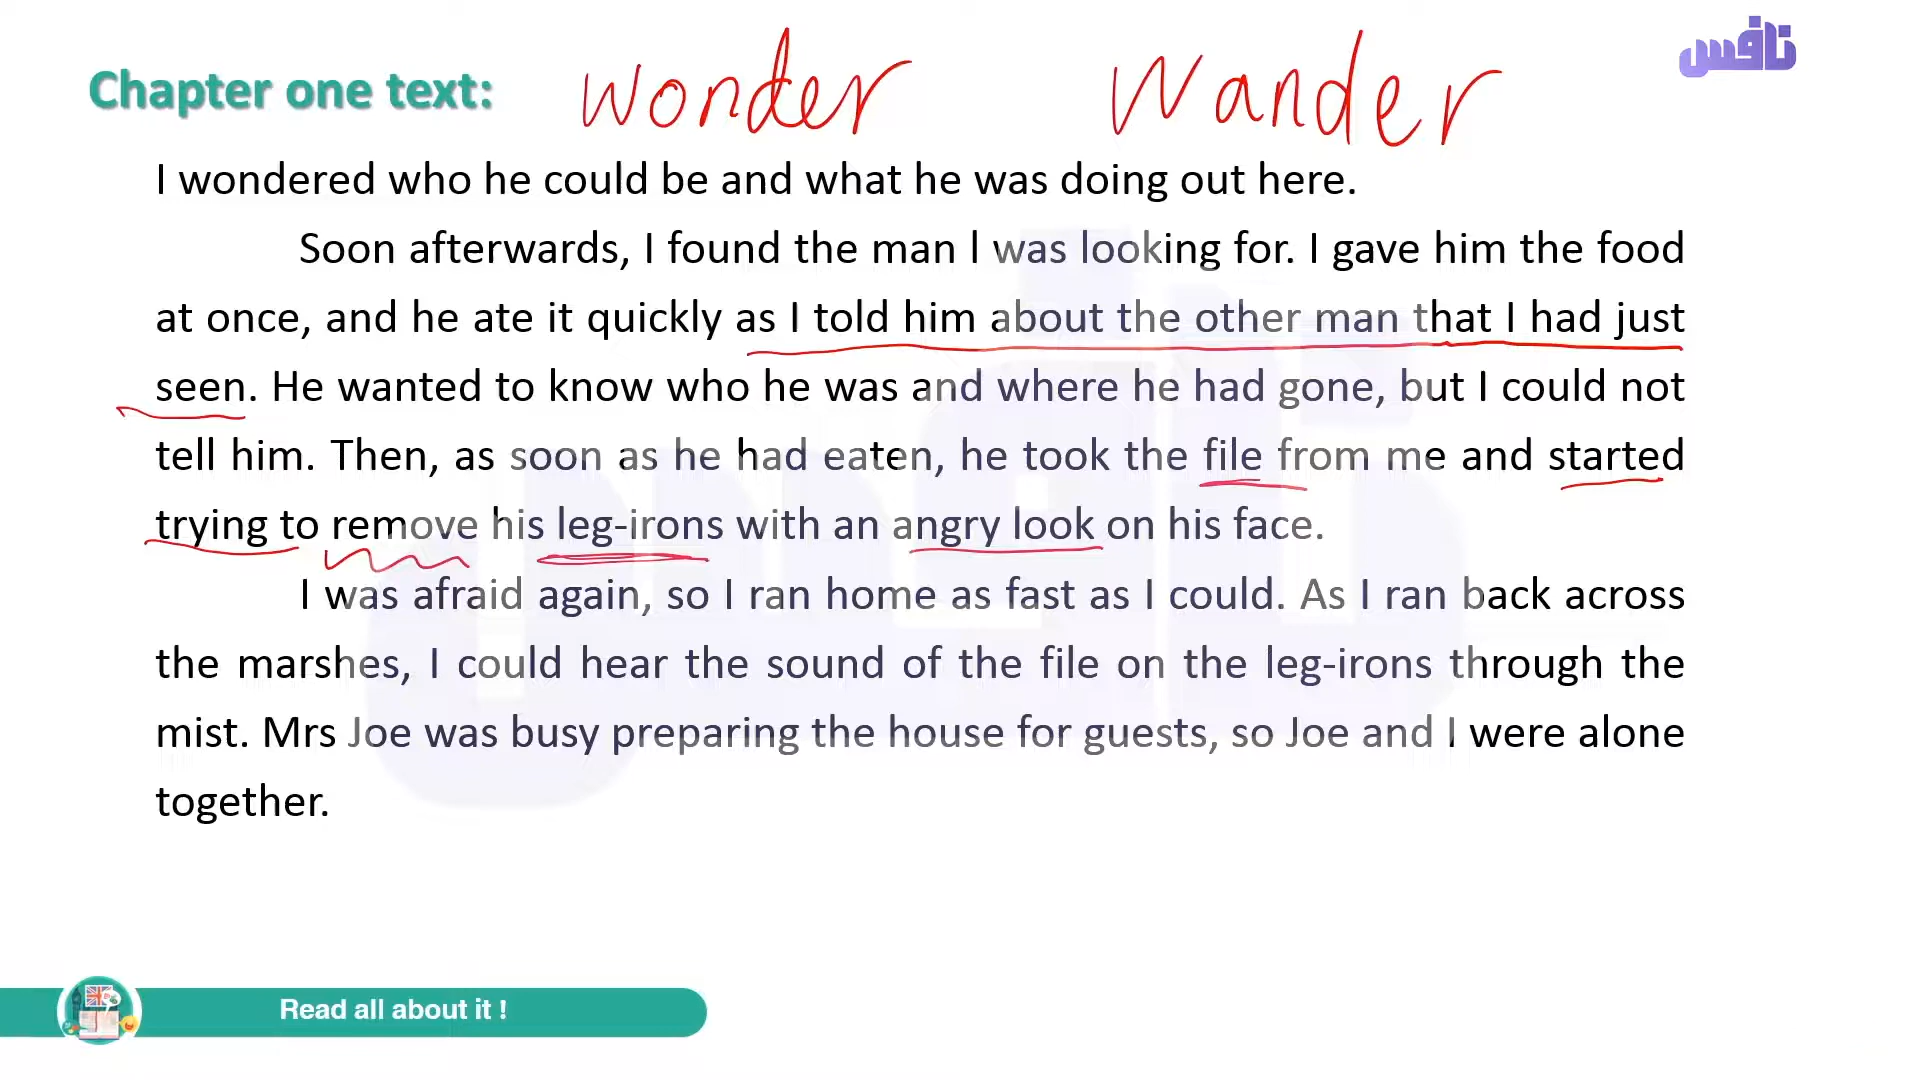 نافس
Chapter one text: wonder wander
I wondered who he could be and what he was doing out here.
Soon afterwards, I found the man l was looking for. I gave him the food
at once, and he ate it quickly as I told him about the other man that I had just
seen. He wanted to know who he was and where he had gone, but I could not
tell him. Then, as soon as he had eaten, he took the file from me and started
trying to remove his leg-irons with an angry look on his face.
I was afraid again, so I ran home as fast as I could. As I ran back across
the marshes, I could hear the sound of the file on the leg-irons through the
mist. Mrs Joe was busy preparing the house for guests, so Joe and I were alone
together.
Read all about it !